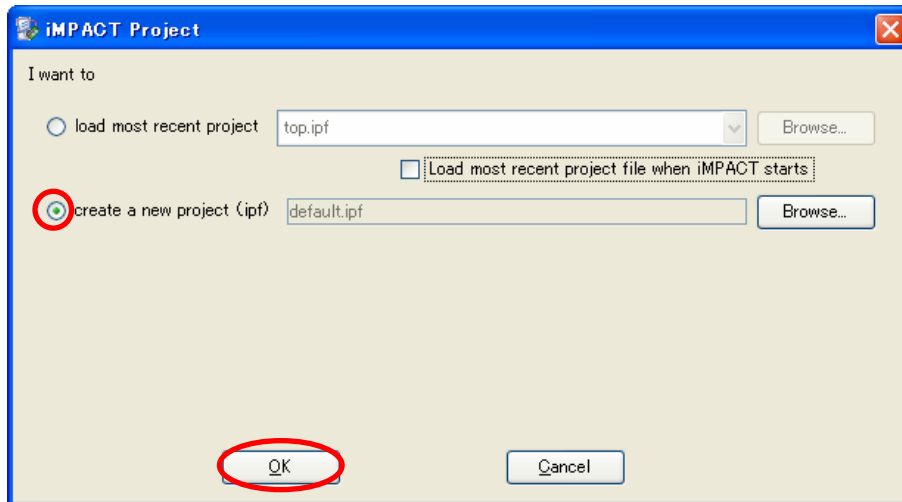 iMPACT Project
I want to
load most recent project top.ipf Browse...
Load most recent project file when iMPACT starts
create a new project (ipf) default.ipf Browse...
OK Cancel